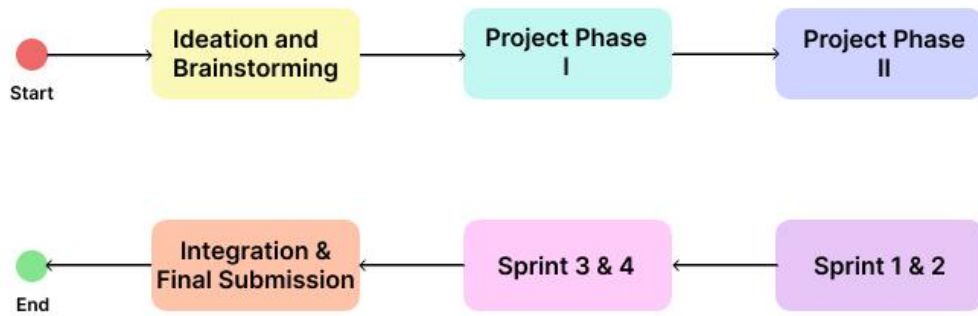 Start
Ideation and
Brainstorming
Project Phase
I
Project Phase
II
End
Integration &
Final Submission
Sprint 3 & 4
Sprint 1 & 2